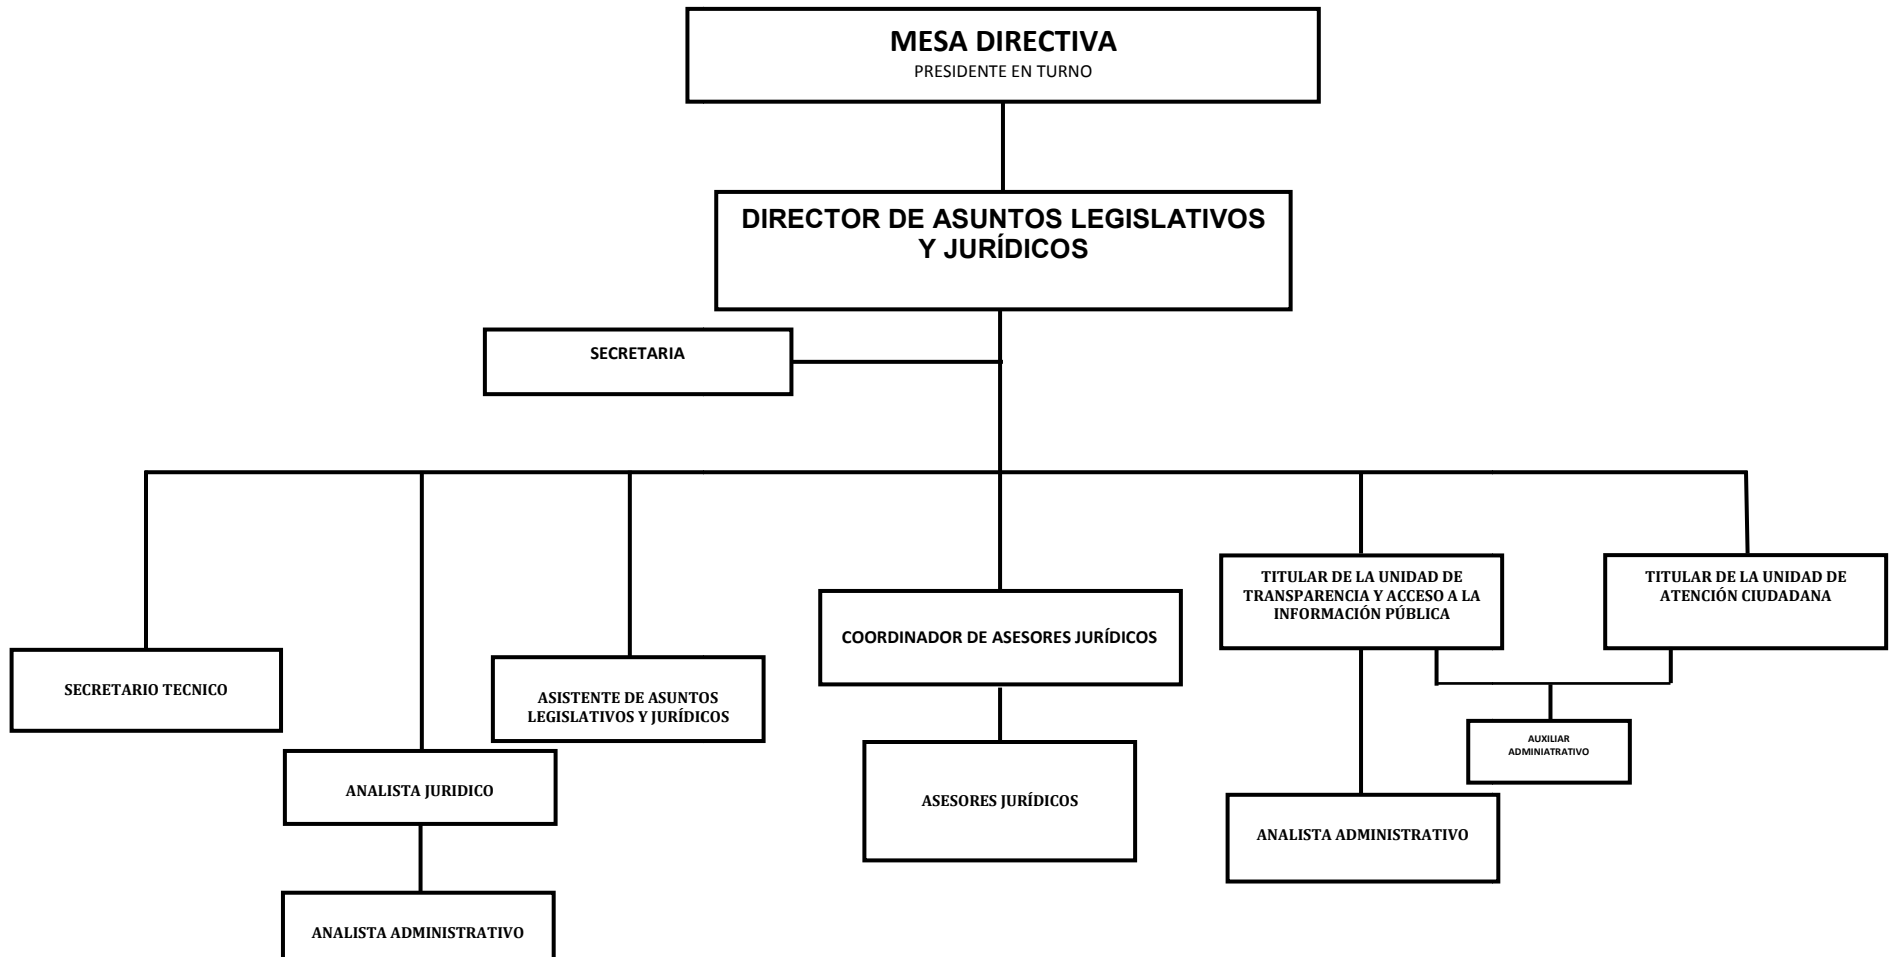 MESA DIRECTIVA
PRESIDENTE EN TURNO
DIRECTOR DE ASUNTOS LEGISLATIVOS
Y JURÍDICOS
SECRETARIA
TITULAR DE LA UNIDAD DE
TRANSPARENCIA Y ACCESO A LA
INFORMACIÓN PÚBLICA
TITULAR DE LA UNIDAD DE
ATENCIÓN CIUDADANA
COORDINADOR DE ASESORES JURÍDICOS
SECRETARIO TECNICO
ASISTENTE DE ASUNTOS
LEGISLATIVOS Y JURÍDICOS
AUXILIAR
ADMINIATRATIVO
ANALISTA JURIDICO
ASESORES JURÍDICOS
ANALISTA ADMINISTRATIVO
ANALISTA ADMINISTRATIVO